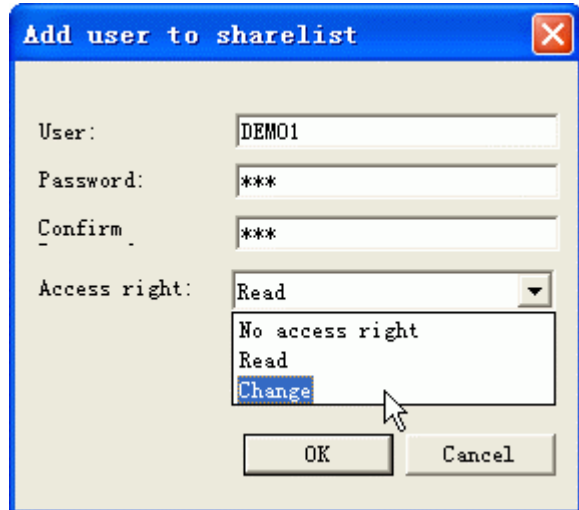 Add user to sharelist
User: DEMO1
Password: ***
Confirm ***
Access right: Read
No access right
Read
Change
OK Cancel